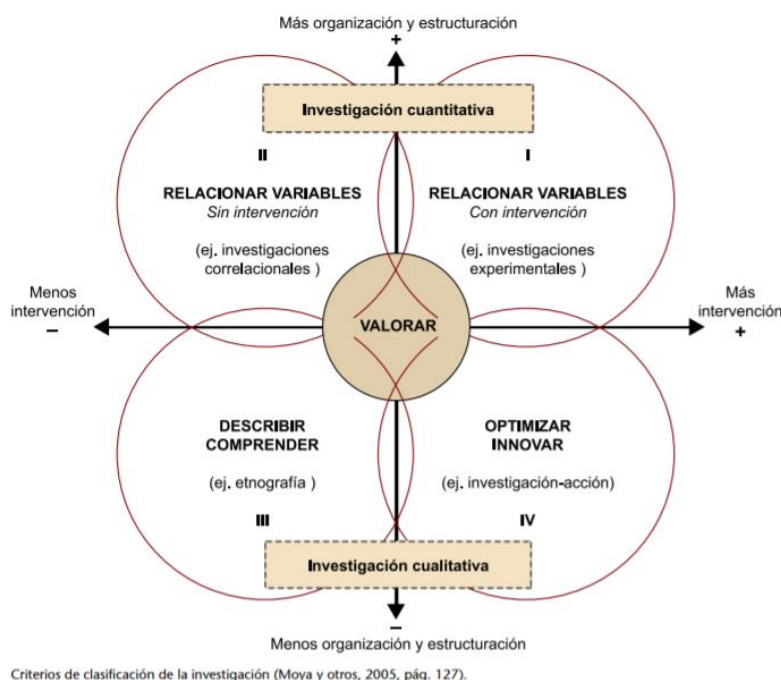 Más organización y estructuración
+
Investigación cuantitativa
II
I
RELACIONAR VARIABLES
Sin intervención
(ej. investigaciones
correlacionales )
RELACIONAR VARIABLES
Con intervención
(ej. investigaciones
experimentales )
Menos
intervención
–
VALORAR
Más
intervención
+
DESCRIBIR
COMPRENDER
(ej. etnografía )
III
OPTIMIZAR
INNOVAR
(ej. investigación-acción)
IV
Investigación cualitativa
–
Menos organización y estructuración
Criterios de clasificación de la investigación (Moya y otros, 2005, pág. 127).